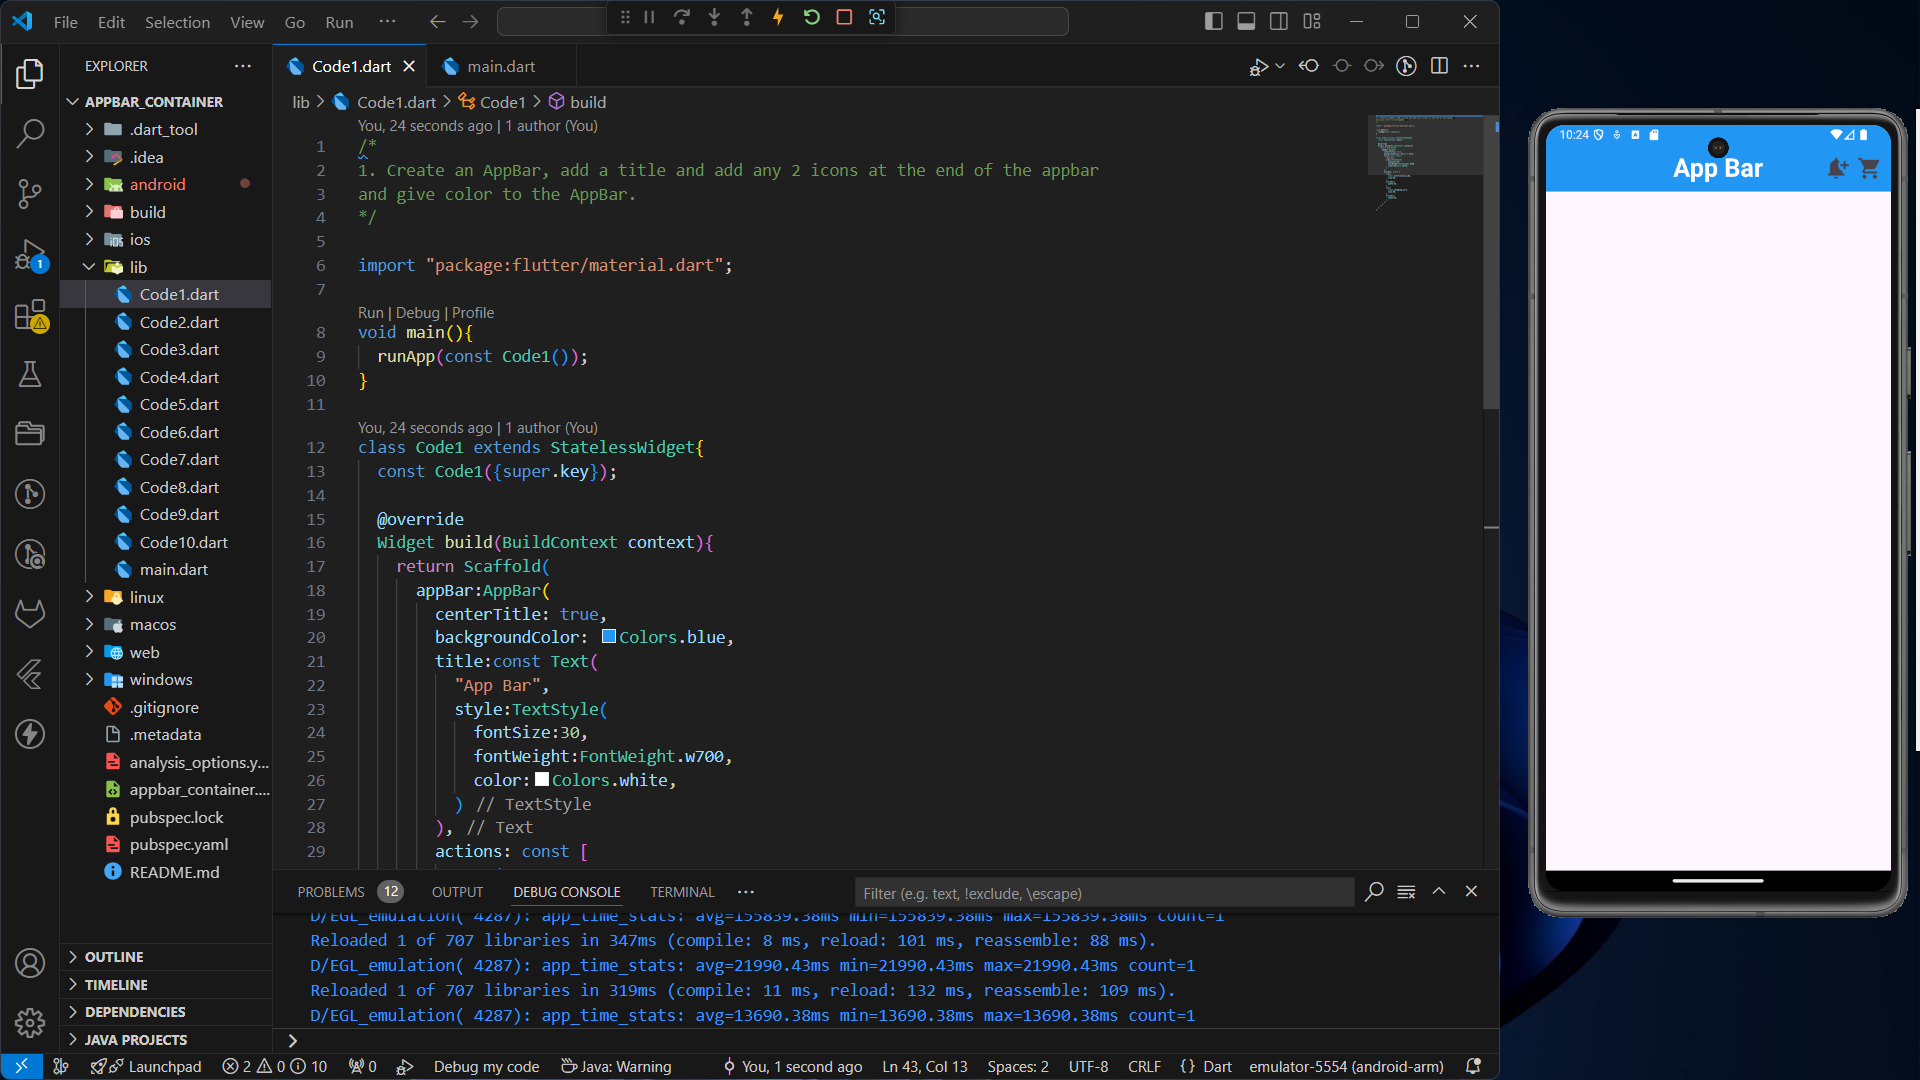 File Edit Selection View Go Run ···
EXPLORER
APPBAR_CONTAINER
.dart_tool
.idea
android
build
ios
lib
Code1.dart
Code2.dart
Code3.dart
Code4.dart
Code5.dart
Code6.dart
Code7.dart
Code8.dart
Code9.dart
Code10.dart
main.dart
linux
macos
web
windows
.gitignore
.metadata
analysis_options.y...
appbar_container....
pubspec.lock
pubspec.yaml
README.md
OUTLINE
TIMELINE
DEPENDENCIES
JAVA PROJECTS
1
Code1.dart main.dart
lib > Code1.dart > Code1 > build
You, 24 seconds ago | 1 author (You)
1 /*
2 1. Create an AppBar, add a title and add any 2 icons at the end of the appbar
3 and give color to the AppBar.
4 */
5
6 import "package:flutter/material.dart";
7
Run | Debug | Profile
8 void main(){
9 runApp(const Code1());
10 }
11
You, 24 seconds ago | 1 author (You)
12 class Code1 extends StatelessWidget{
13 const Code1({super.key});
14
15 @override
16 Widget build(BuildContext context){
17 return Scaffold(
18 appBar:AppBar(
19 centerTitle: true,
20 backgroundColor: Colors.blue,
21 title:const Text(
22 "App Bar",
23 style:TextStyle(
24 fontSize:30,
25 fontWeight:FontWeight.w700,
26 color: Colors.white,
27 ) // TextStyle
28 ), // Text
29 actions: const [
PROBLEMS 12 OUTPUT DEBUG CONSOLE TERMINAL ··· Filter (e.g. text, !exclude, \escape)
D/EGL_emulation( 4287): app_time_stats: avg=155839.38ms min=155839.38ms max=155839.38ms count=1
Reloaded 1 of 707 libraries in 347ms (compile: 8 ms, reload: 101 ms, reassemble: 88 ms).
D/EGL_emulation( 4287): app_time_stats: avg=21990.43ms min=21990.43ms max=21990.43ms count=1
Reloaded 1 of 707 libraries in 319ms (compile: 11 ms, reload: 132 ms, reassemble: 109 ms).
D/EGL_emulation( 4287): app_time_stats: avg=13690.38ms min=13690.38ms max=13690.38ms count=1
>
Launchpad 2 0 10 0 Debug my code Java: Warning You, 1 second ago Ln 43, Col 13 Spaces: 2 UTF-8 CRLF {} Dart emulator-5554 (android-arm)
10:24
App Bar